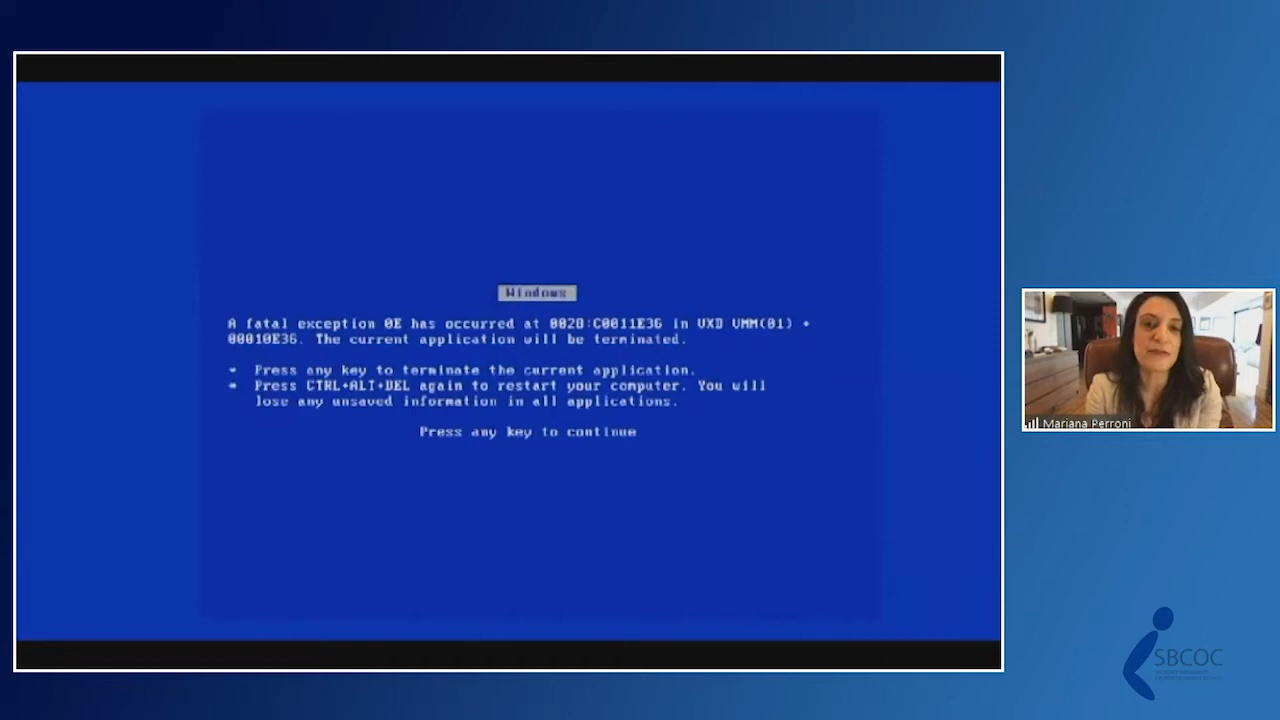 Windows
A fatal exception 0E has occurred at 0028:C0011E36 in VXD VMM(01) +
00010E36. The current application will be terminated.
* Press any key to terminate the current application.
* Press CTRL+ALT+DEL again to restart your computer. You will
lose any unsaved information in all applications.
Press any key to continue
Mariana Perroni
SBCOC